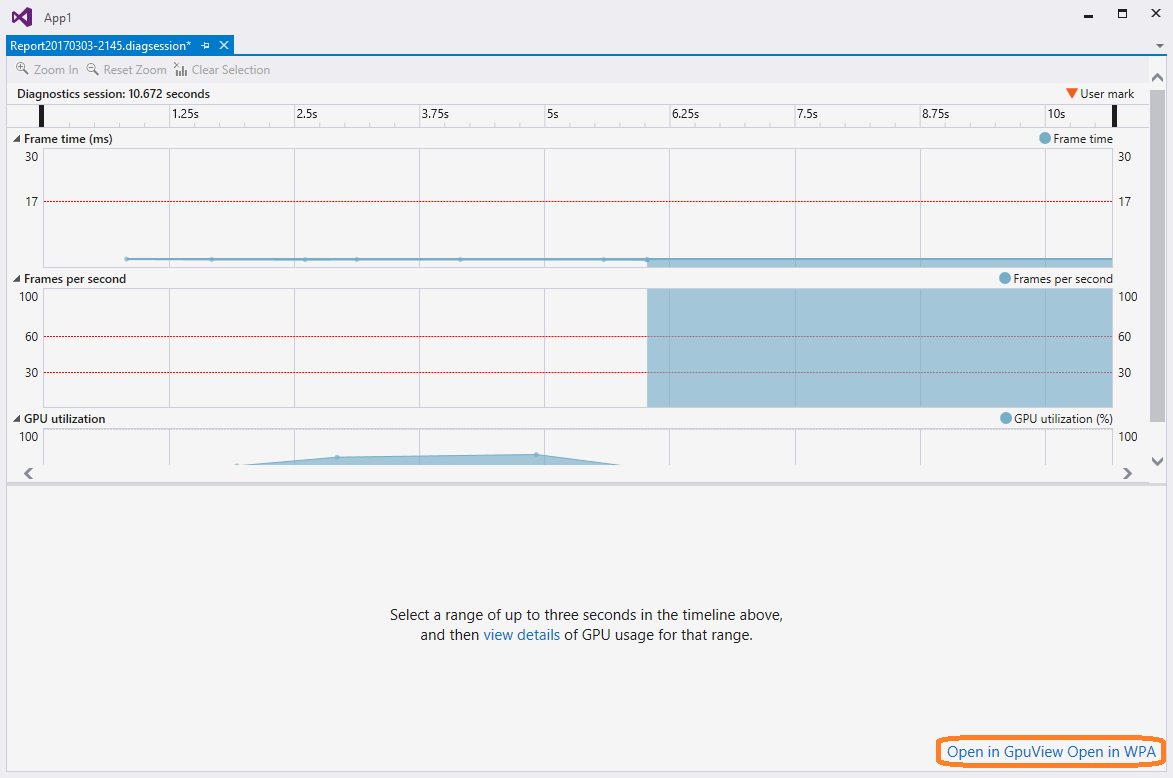 App1
Report20170303-2145.diagsession*
Zoom In Reset Zoom Clear Selection
Diagnostics session: 10.672 seconds User mark
1.25s 2.5s 3.75s 5s 6.25s 7.5s 8.75s 10s
Frame time (ms) Frame time
30 30
17 17
Frames per second Frames per second
100 100
60 60
30 30
GPU utilization GPU utilization (%)
100 100
Select a range of up to three seconds in the timeline above,
and then view details of GPU usage for that range.
Open in GpuView Open in WPA